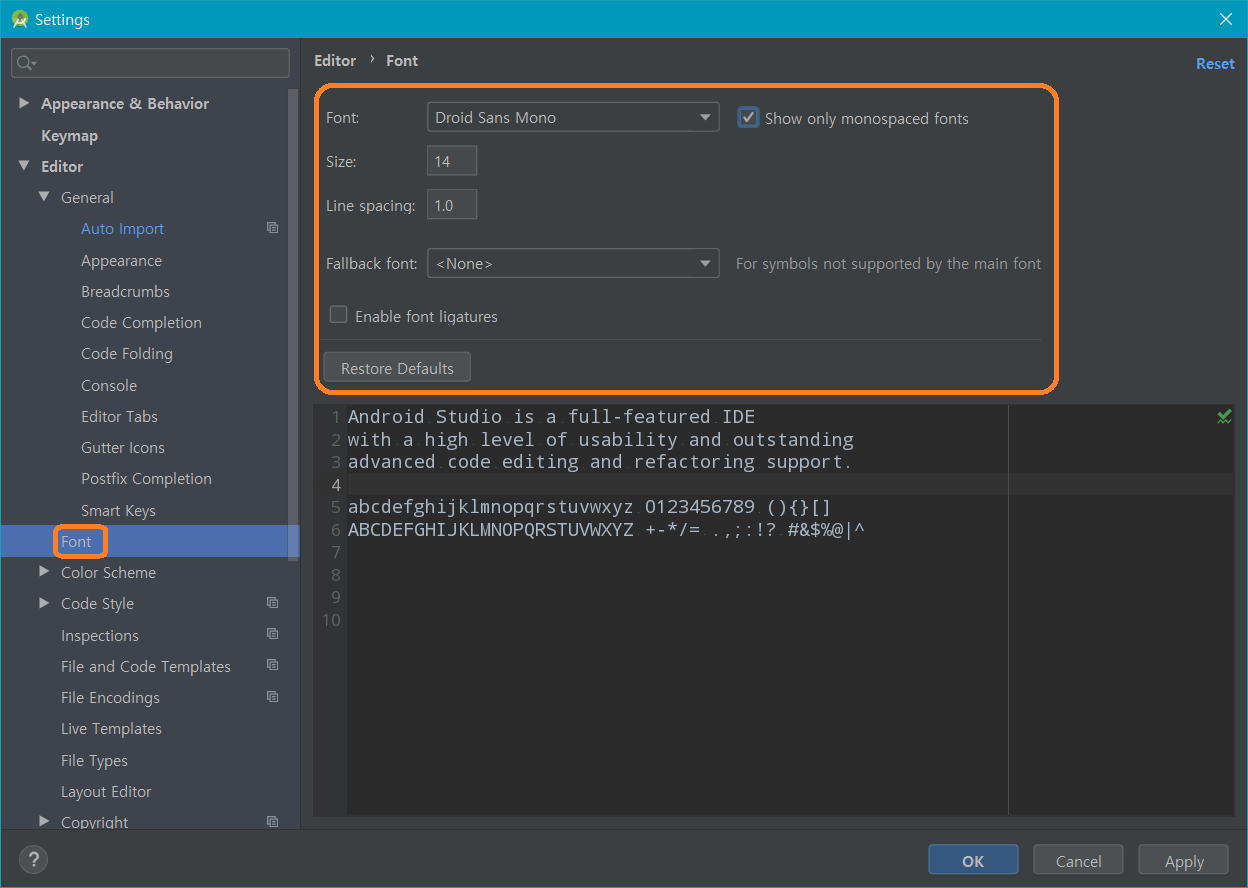 Settings
Appearance & Behavior
Keymap
Editor
General
Auto Import
Appearance
Breadcrumbs
Code Completion
Code Folding
Console
Editor Tabs
Gutter Icons
Postfix Completion
Smart Keys
Font
Color Scheme
Code Style
Inspections
File and Code Templates
File Encodings
Live Templates
File Types
Layout Editor
Copyright
Editor › Font
Reset
Font: Droid Sans Mono Show only monospaced fonts
Size: 14
Line spacing: 1.0
Fallback font: <None> For symbols not supported by the main font
Enable font ligatures
Restore Defaults
1 Android Studio is a full-featured IDE
2 with a high level of usability and outstanding
3 advanced code editing and refactoring support.
4
5 abcdefghijklmnopqrstuvwxyz 0123456789 (){}[]
6 ABCDEFGHIJKLMNOPQRSTUVWXYZ +-*/= .,;:!? #&$%@|^
7
8
9
10
? OK Cancel Apply